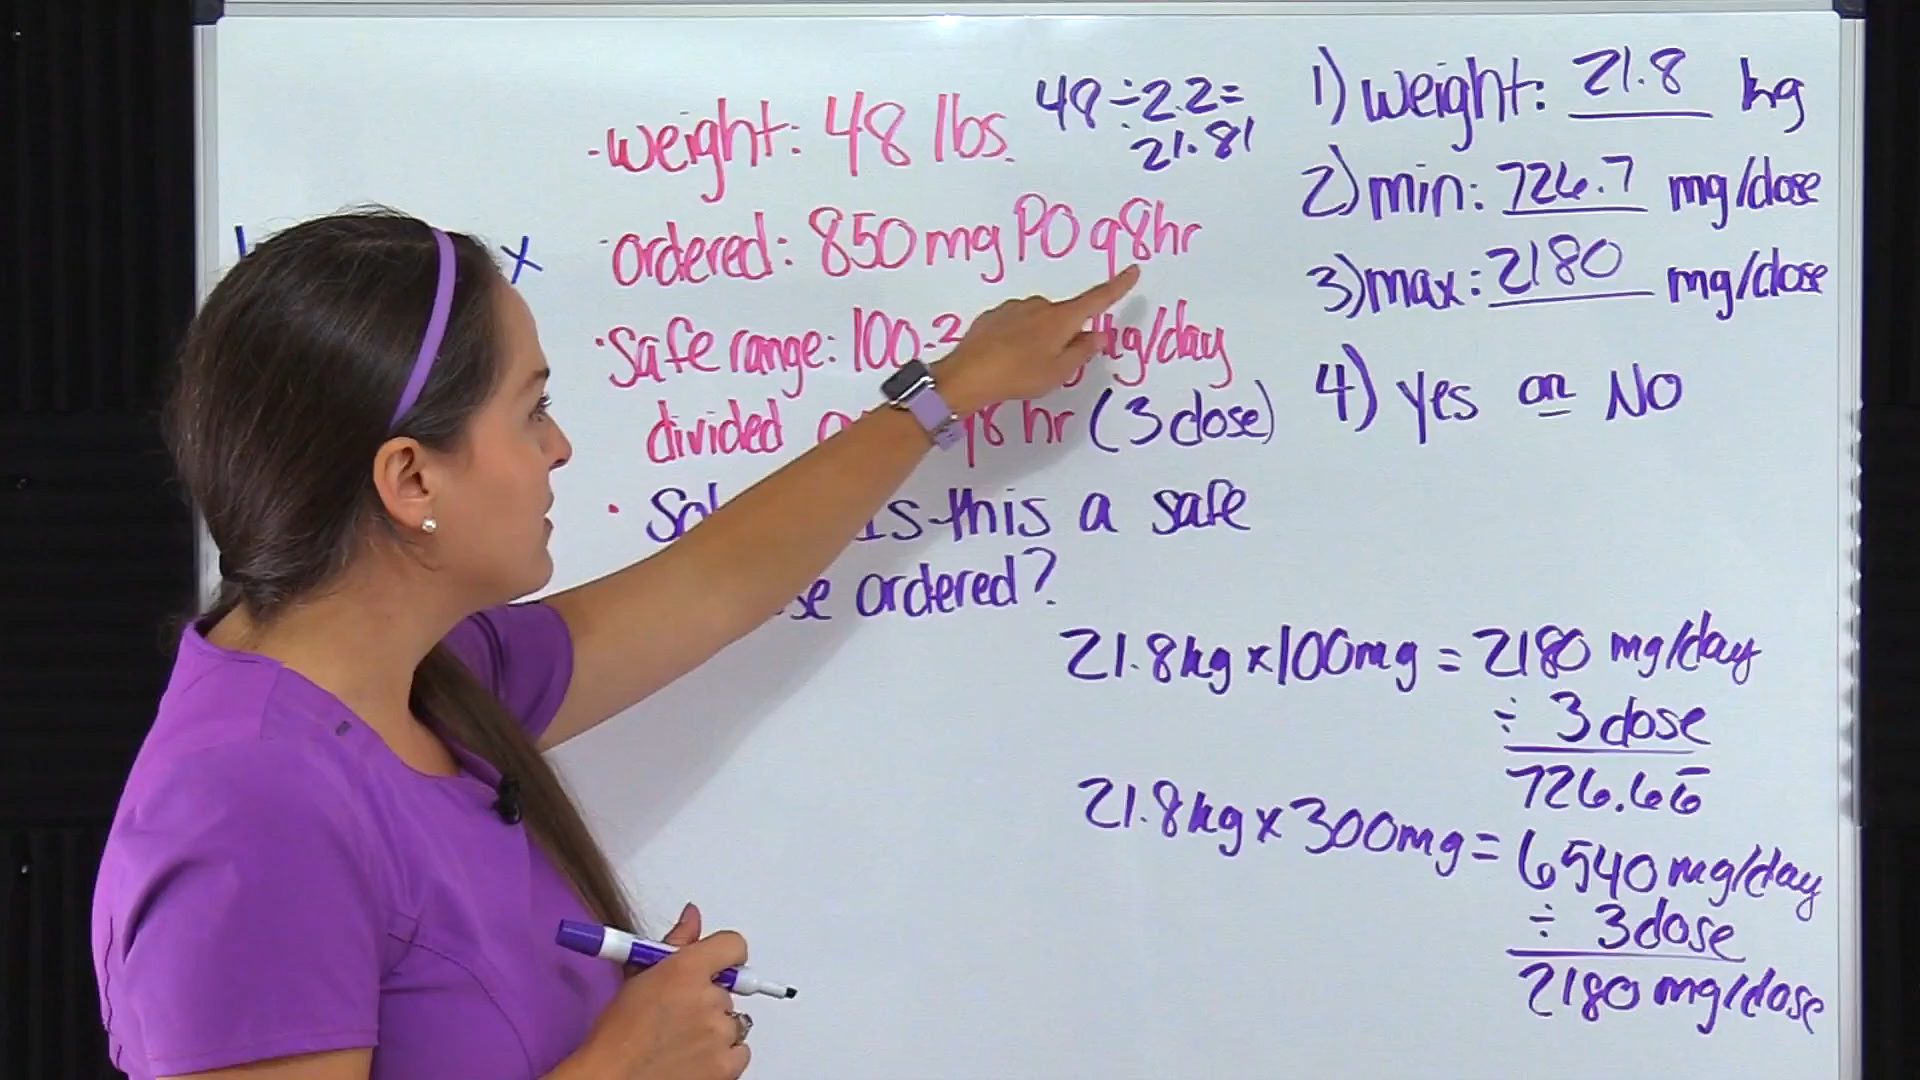 ·weight: 48 lbs.
48÷2.2=
21.81
·ordered: 850 mg PO q8hr
·Safe range: 100-3 kg/day
divided q8 hr (3 dose)
· is this a safe
ordered?
1) weight: 21.8 kg
2) min: 726.7 mg/dose
3) max: 2180 mg/dose
4) Yes or No
21.8kg x 100mg = 2180 mg/day
÷ 3 dose
726.66
21.8kg x 300mg = 6540 mg/day
÷ 3 dose
2180 mg/dose